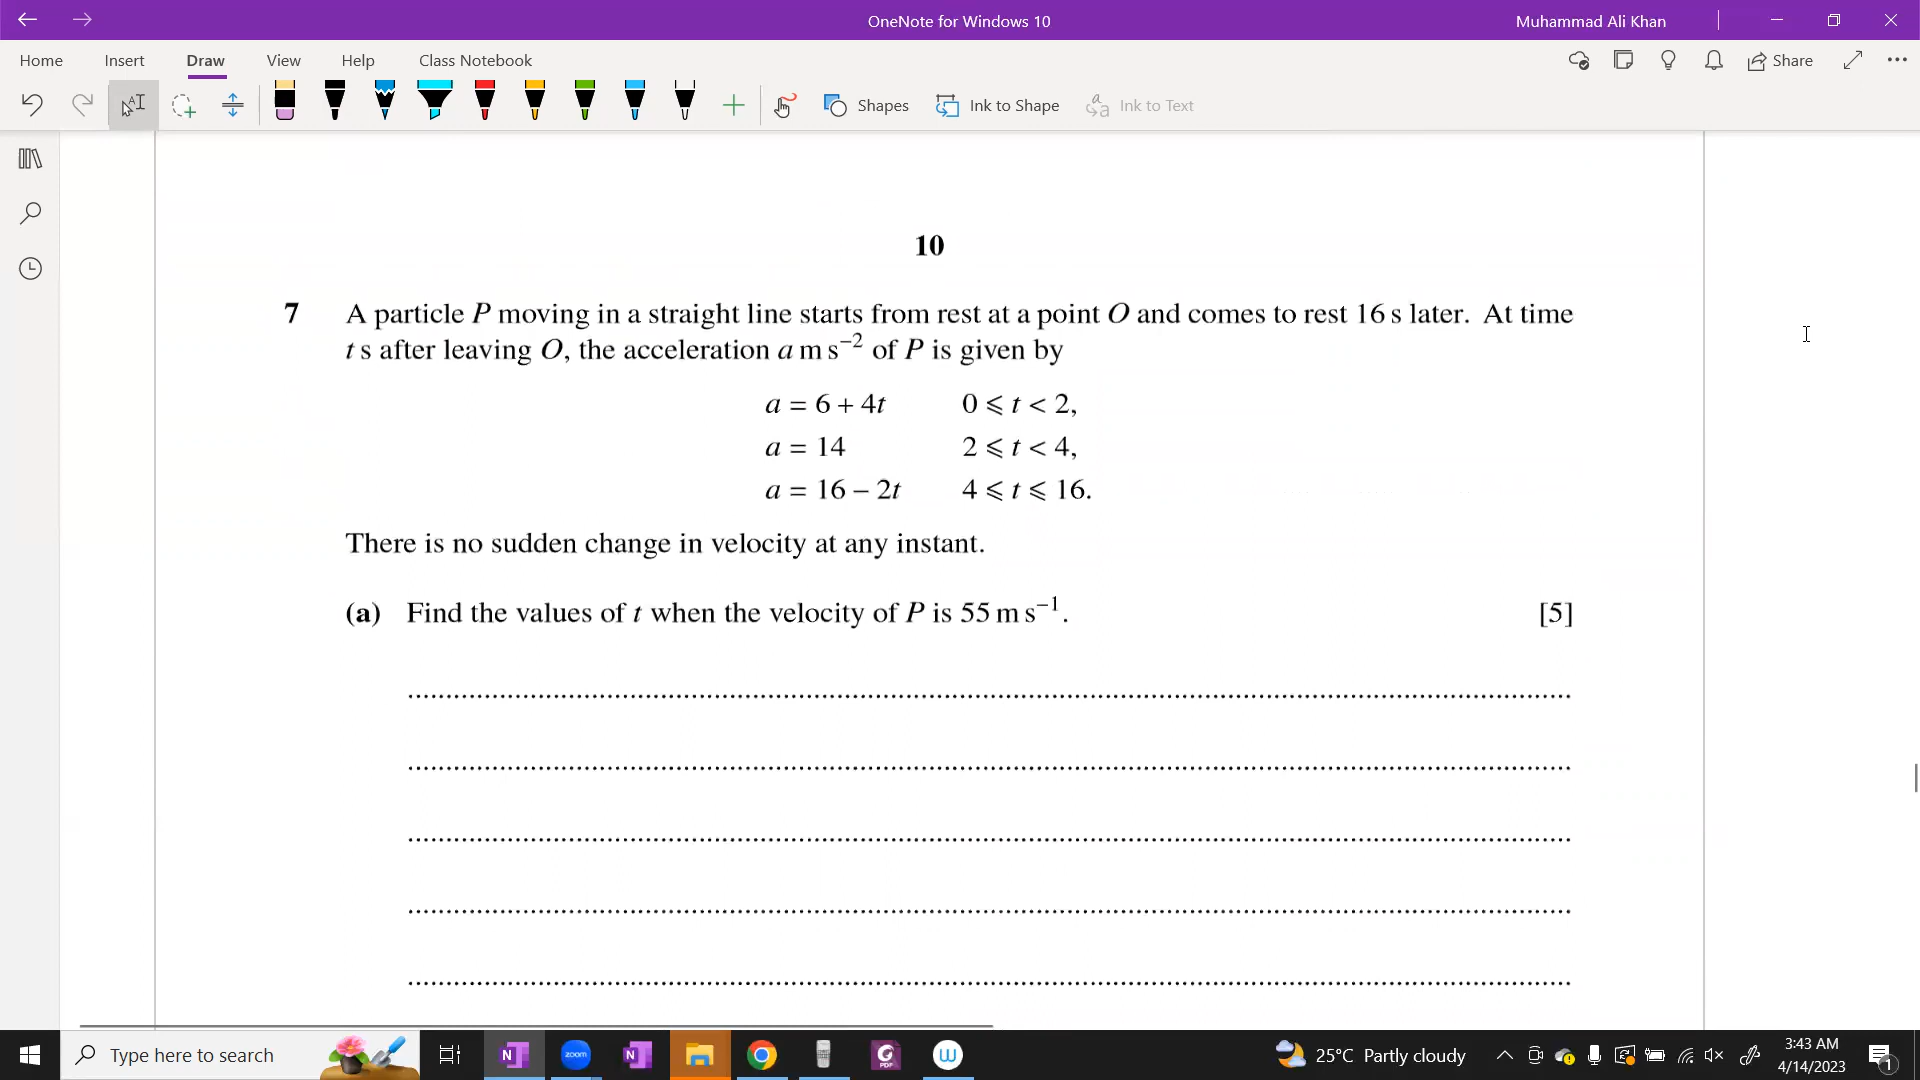 OneNote for Windows 10
Muhammad Ali Khan
Home Insert Draw View Help Class Notebook
Share
Shapes Ink to Shape Ink to Text
10
7 A particle P moving in a straight line starts from rest at a point O and comes to rest 16 s later. At time
t s after leaving O, the acceleration a m s⁻² of P is given by
a = 6 + 4t 0 ⩽ t < 2,
a = 14 2 ⩽ t < 4,
a = 16 – 2t 4 ⩽ t ⩽ 16.
There is no sudden change in velocity at any instant.
(a) Find the values of t when the velocity of P is 55 m s⁻¹. [5]
Type here to search
zoom
25°C Partly cloudy
3:43 AM
4/14/2023
1